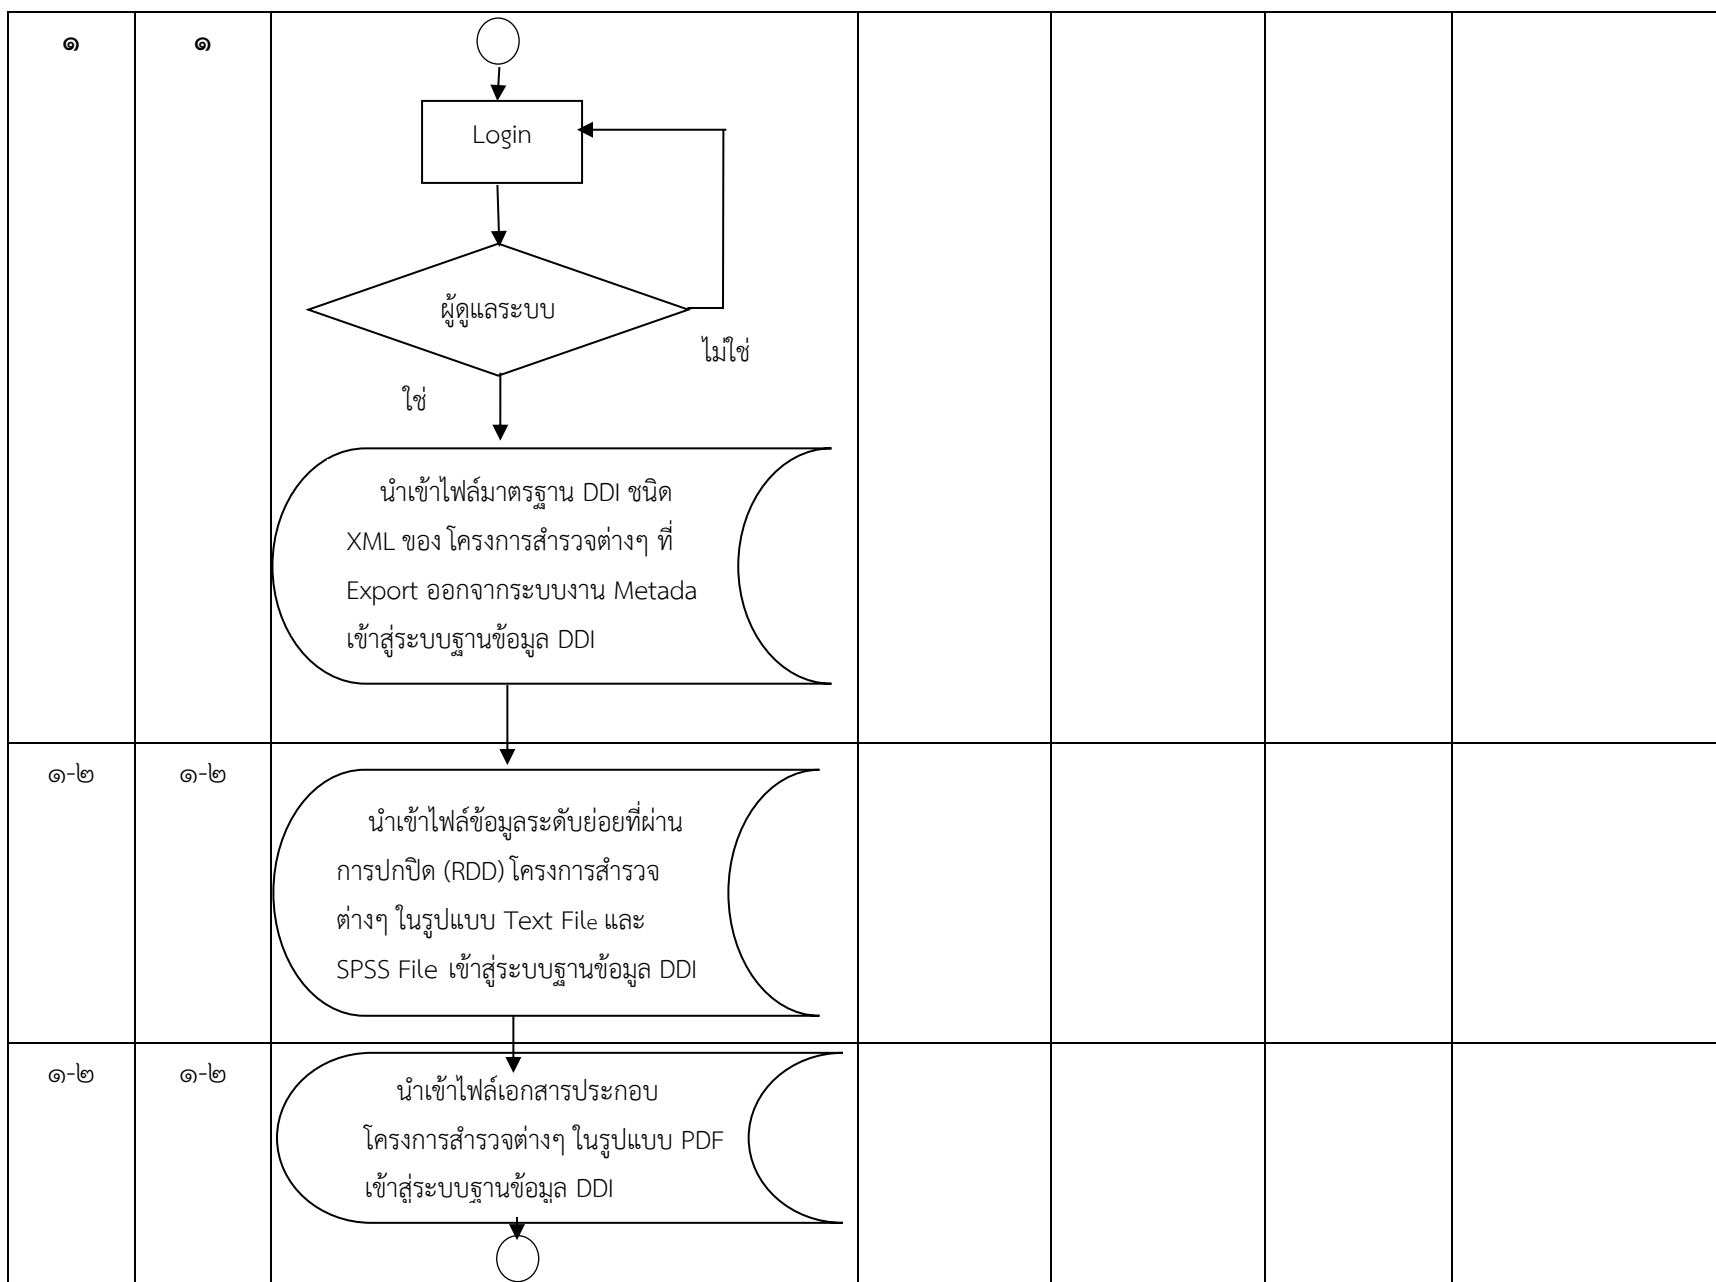 ๑ ๑
Login
ผู้ดูแลระบบ
ไม่ใช่
ใช่
นำเข้าไฟล์มาตรฐาน DDI ชนิด
XML ของ โครงการสำรวจต่างๆ ที่
Export ออกจากระบบงาน Metada
เข้าสู่ระบบฐานข้อมูล DDI
๑-๒ ๑-๒
นำเข้าไฟล์ข้อมูลระดับย่อยที่ผ่าน
การปกปิด (RDD) โครงการสำรวจ
ต่างๆ ในรูปแบบ Text File และ
SPSS File เข้าสู่ระบบฐานข้อมูล DDI
๑-๒ ๑-๒
นำเข้าไฟล์เอกสารประกอบ
โครงการสำรวจต่างๆ ในรูปแบบ PDF
เข้าสู่ระบบฐานข้อมูล DDI